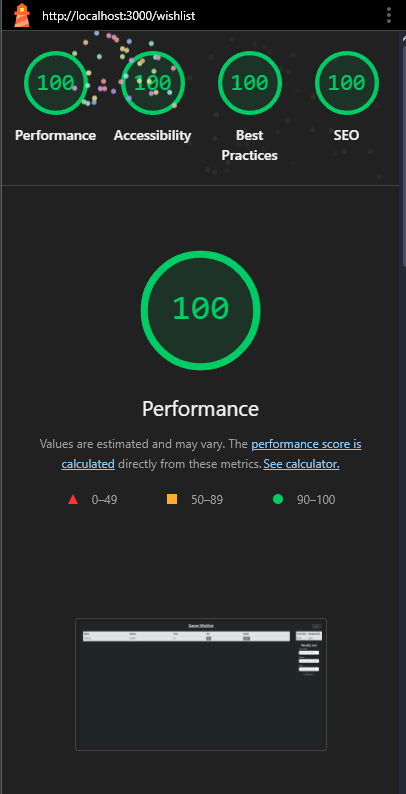 http://localhost:3000/wishlist
100 100 100 100
Performance Accessibility Best Practices SEO
100
Performance
Values are estimated and may vary. The performance score is
calculated directly from these metrics. See calculator.
0–49 50–89 90–100
Game Wishlist